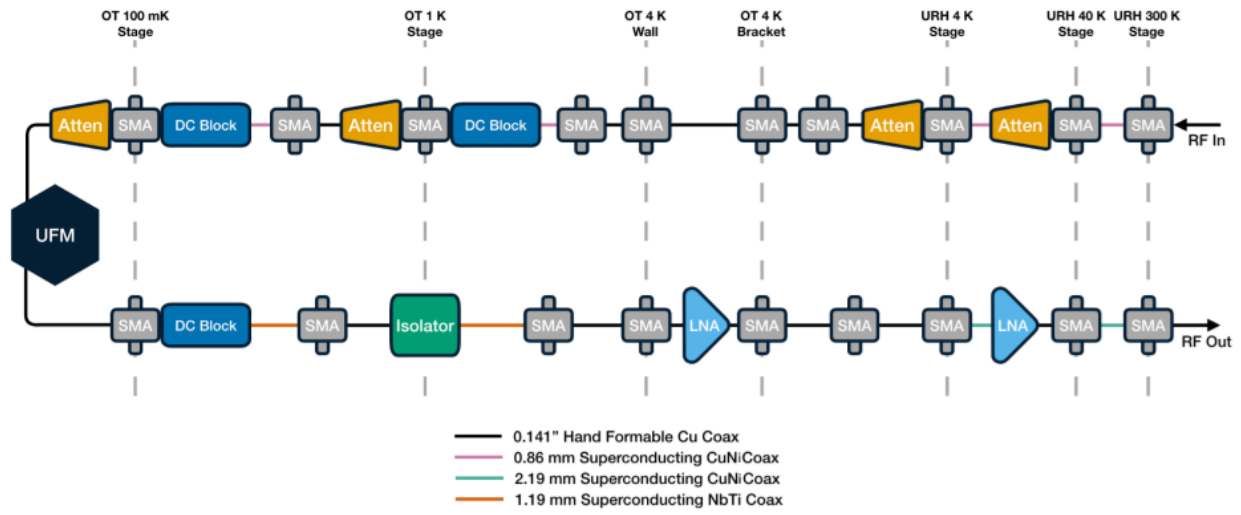 OT 100 mK
Stage
OT 1 K
Stage
OT 4 K
Wall
OT 4 K
Bracket
URH 4 K
Stage
URH 40 K
Stage
URH 300 K
Stage
Atten SMA DC Block SMA Atten SMA DC Block SMA SMA SMA SMA Atten SMA Atten SMA SMA
RF In
UFM
SMA DC Block SMA Isolator SMA SMA LNA SMA SMA SMA LNA SMA SMA
RF Out
0.141” Hand Formable Cu Coax
0.86 mm Superconducting CuNiCoax
2.19 mm Superconducting CuNiCoax
1.19 mm Superconducting NbTi Coax